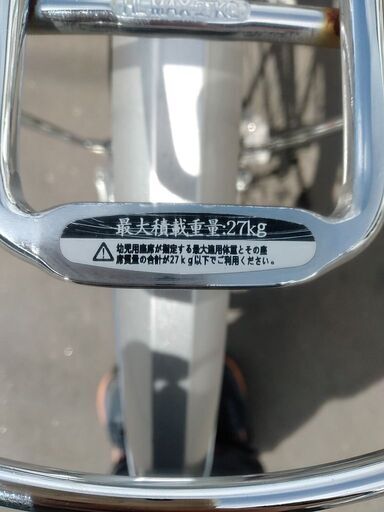 MAX27KG
最大積載重量:27kg
幼児用座席が指定する最大適用体重とその座
席質量の合計が27kg以下でご利用ください。